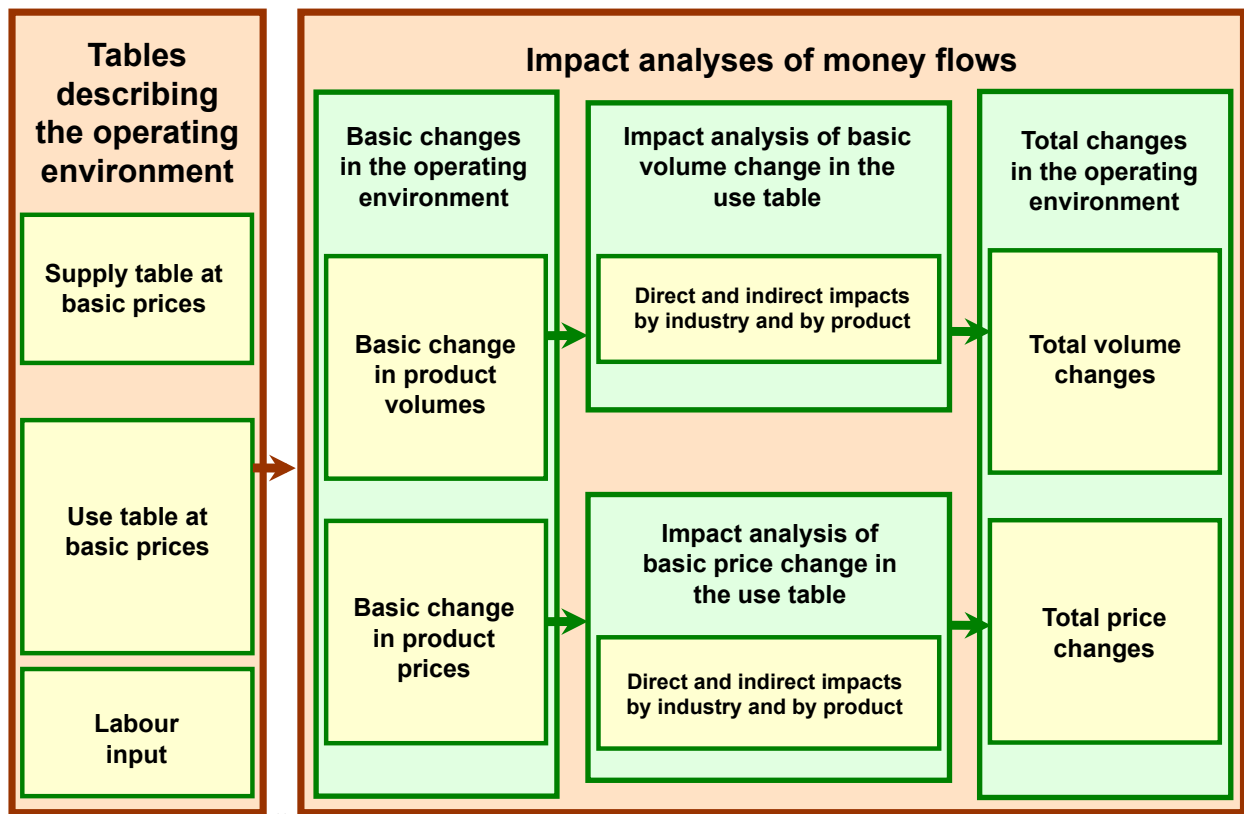 Tables
describing
the operating
environment
Supply table at
basic prices
Use table at
basic prices
Labour
input
Impact analyses of money flows
Basic changes
in the operating
environment
Basic change
in product
volumes
Basic change
in product
prices
Impact analysis of basic
volume change in the
use table
Direct and indirect impacts
by industry and by product
Impact analysis of
basic price change in
the use table
Direct and indirect impacts
by industry and by product
Total changes
in the operating
environment
Total volume
changes
Total price
changes